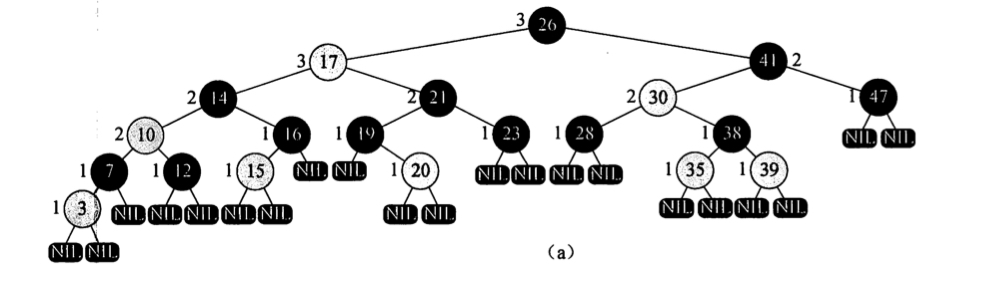 3 26
3 17 41 2
2 14 2 21 2 30 1 47
2 10 1 16 1 19 1 23 1 28 1 38 NIL NIL
1 7 1 12 1 15 NIL NIL 1 20 NIL NIL NIL NIL 1 35 1 39
1 3 NIL NIL NIL NIL NIL NIL NIL NIL NIL NIL NIL
NIL NIL
(a)